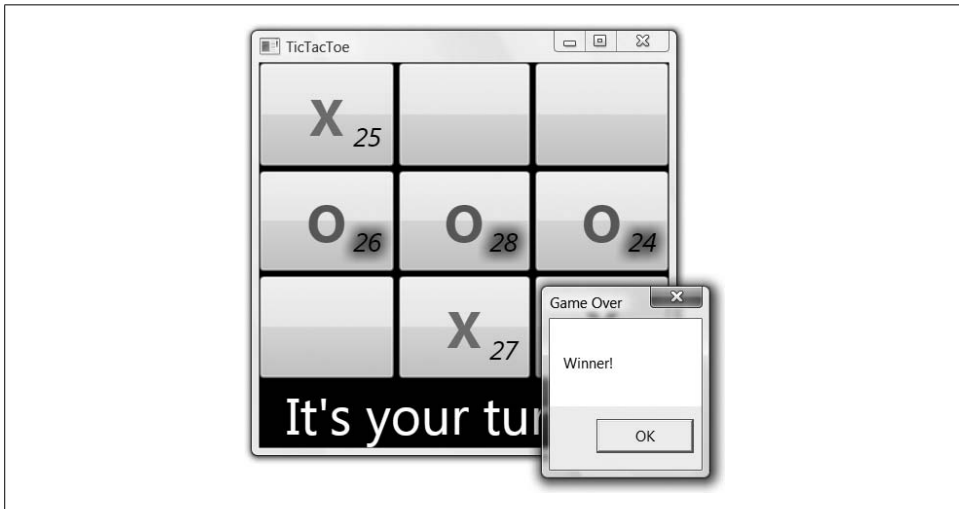 TicTacToe
X 25
O 26 O 28 O 24
X 27
Game Over
Winner!
OK
It's your tur